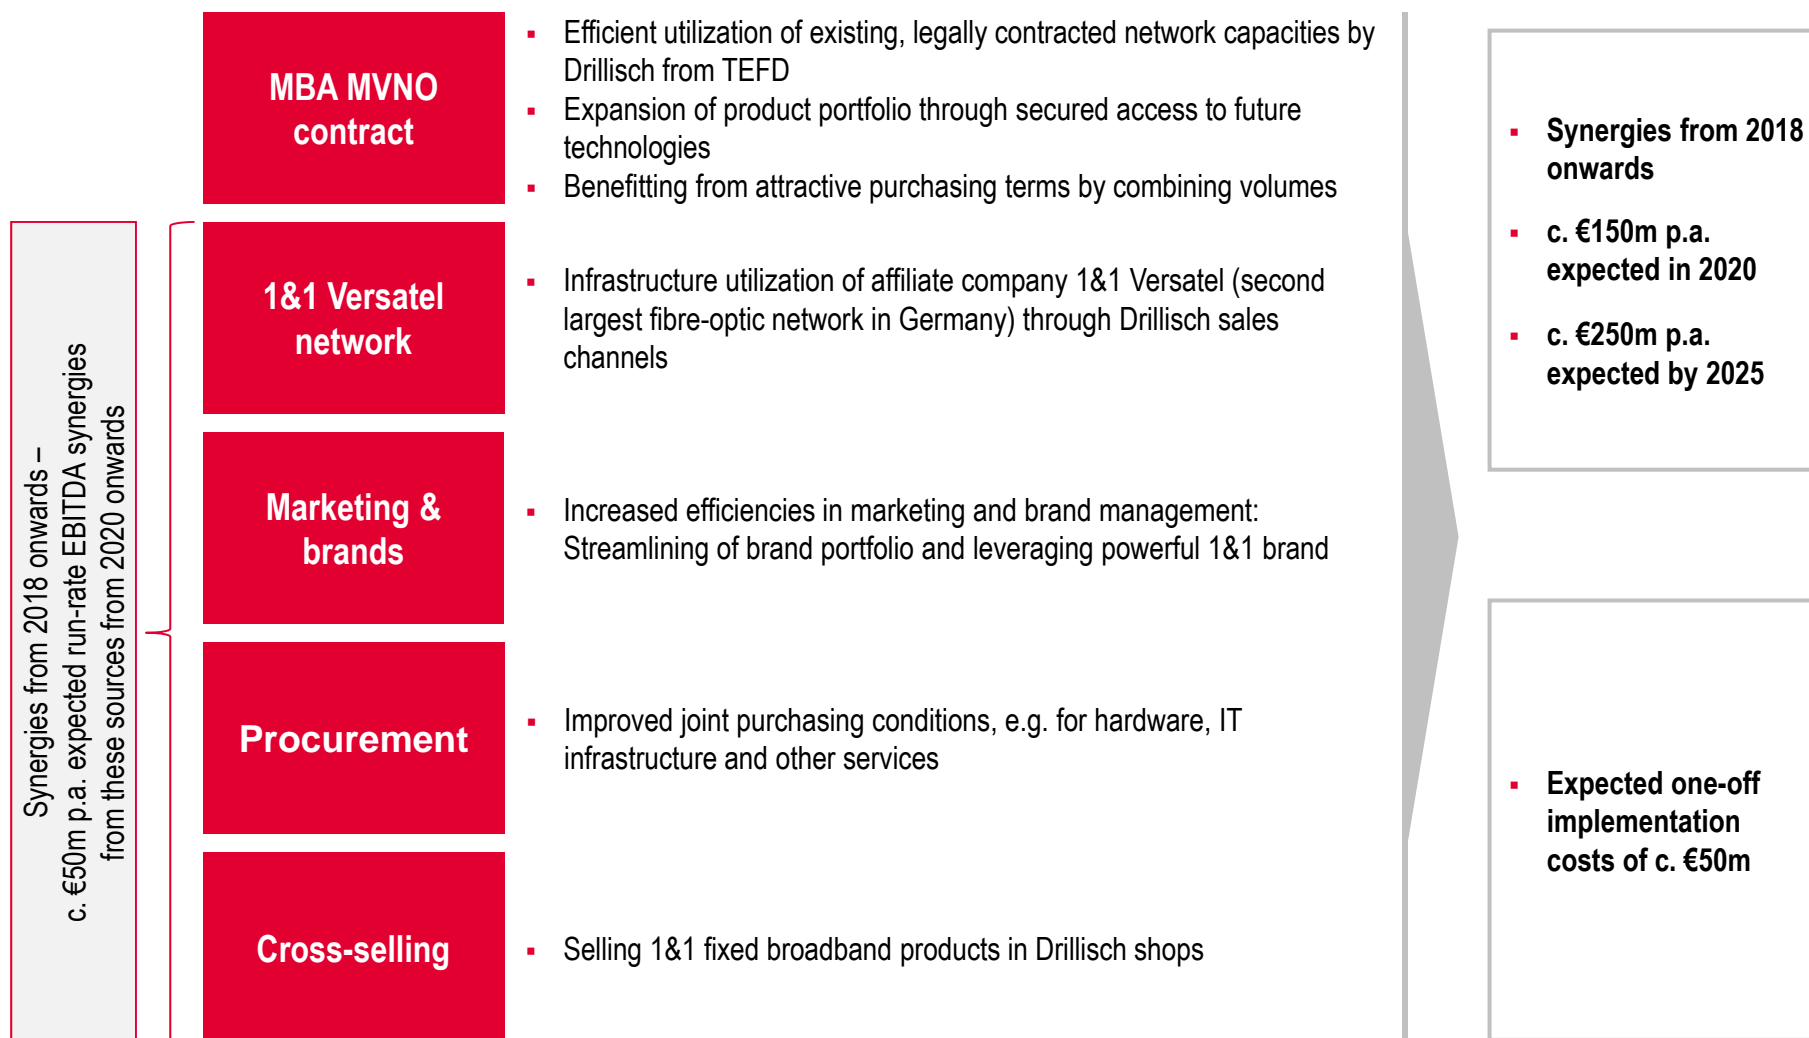 MBA MVNO
contract
▪ Efficient utilization of existing, legally contracted network capacities by
Drillisch from TEFD
▪ Expansion of product portfolio through secured access to future
technologies
▪ Benefitting from attractive purchasing terms by combining volumes
Synergies from 2018 onwards –
c. €50m p.a. expected run-rate EBITDA synergies
from these sources from 2020 onwards
1&1 Versatel
network
▪ Infrastructure utilization of affiliate company 1&1 Versatel (second
largest fibre-optic network in Germany) through Drillisch sales
channels
Marketing &
brands
▪ Increased efficiencies in marketing and brand management:
Streamlining of brand portfolio and leveraging powerful 1&1 brand
Procurement
▪ Improved joint purchasing conditions, e.g. for hardware, IT
infrastructure and other services
Cross-selling
▪ Selling 1&1 fixed broadband products in Drillisch shops
▪ Synergies from 2018
onwards
▪ c. €150m p.a.
expected in 2020
▪ c. €250m p.a.
expected by 2025
▪ Expected one-off
implementation
costs of c. €50m